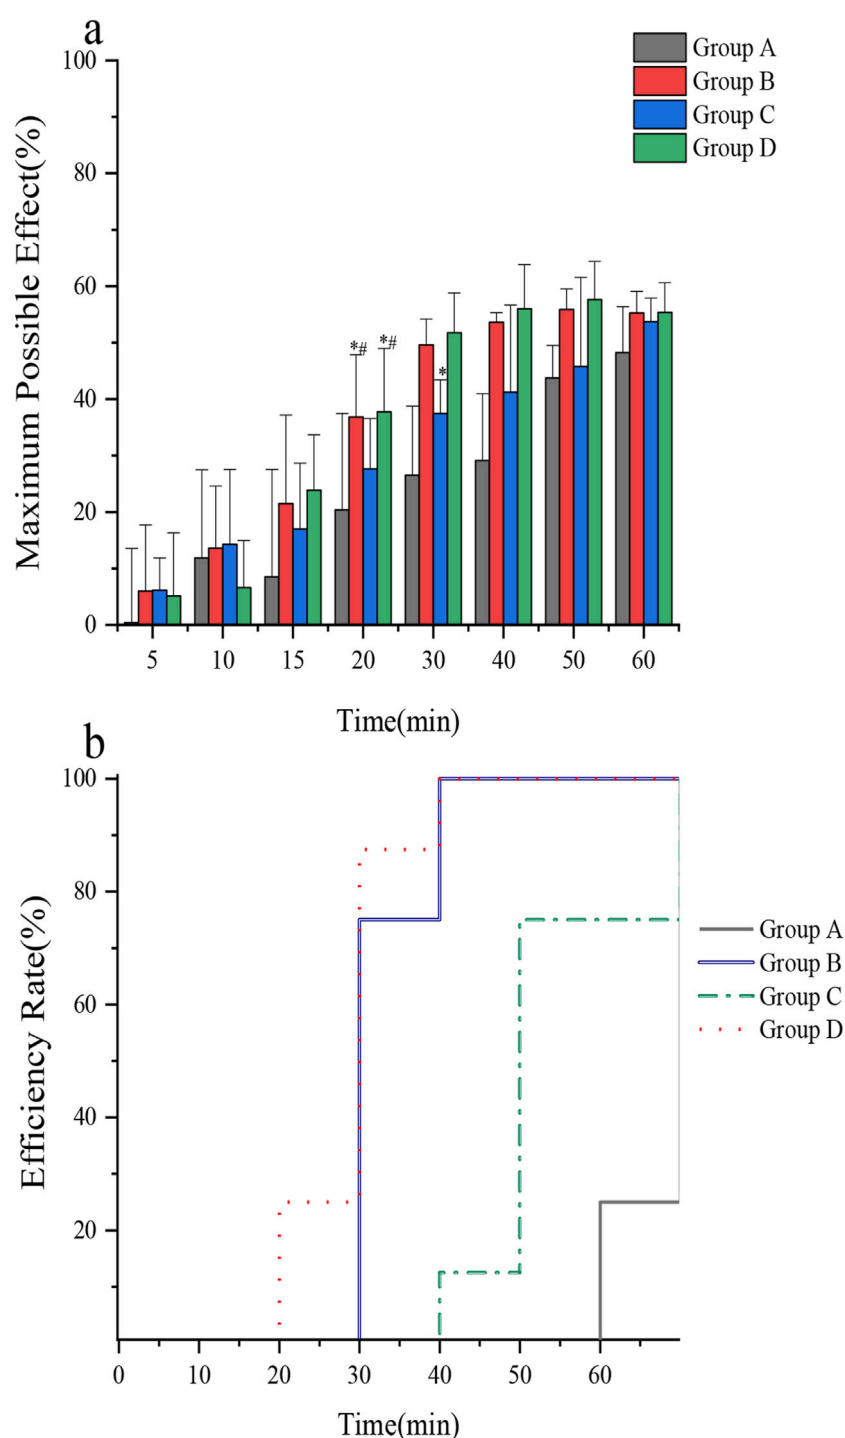 a
Group A
Group B
Group C
Group D
Maximum Possible Effect(%)
100
80
60
40
20
0
*#
*#
*
5 10 15 20 30 40 50 60
Time(min)
b
Efficiency Rate(%)
100
80
60
40
20
Group A
Group B
Group C
Group D
0 10 20 30 40 50 60
Time(min)